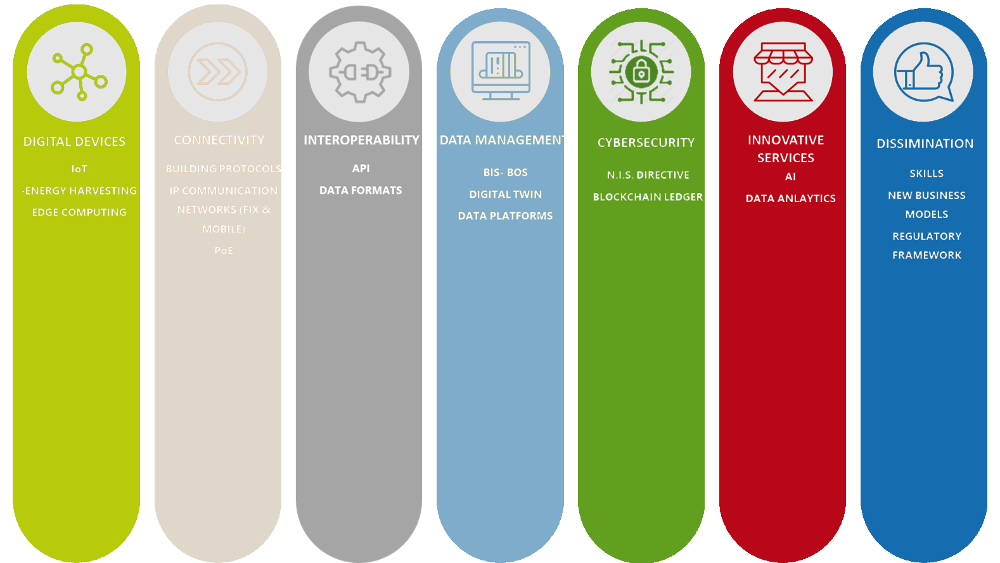 DIGITAL DEVICES
IoT
-ENERGY HARVESTING
EDGE COMPUTING
CONNECTIVITY
BUILDING PROTOCOLS
IP COMMUNICATION
NETWORKS (FIX &
MOBILE)
PoE
INTEROPERABILITY
API
DATA FORMATS
DATA MANAGEMENT
BIS- BOS
DIGITAL TWIN
DATA PLATFORMS
CYBERSECURITY
N.I.S. DIRECTIVE
BLOCKCHAIN LEDGER
INNOVATIVE
SERVICES
AI
DATA ANLAYTICS
DISSIMINATION
SKILLS
NEW BUSINESS
MODELS
REGULATORY
FRAMEWORK